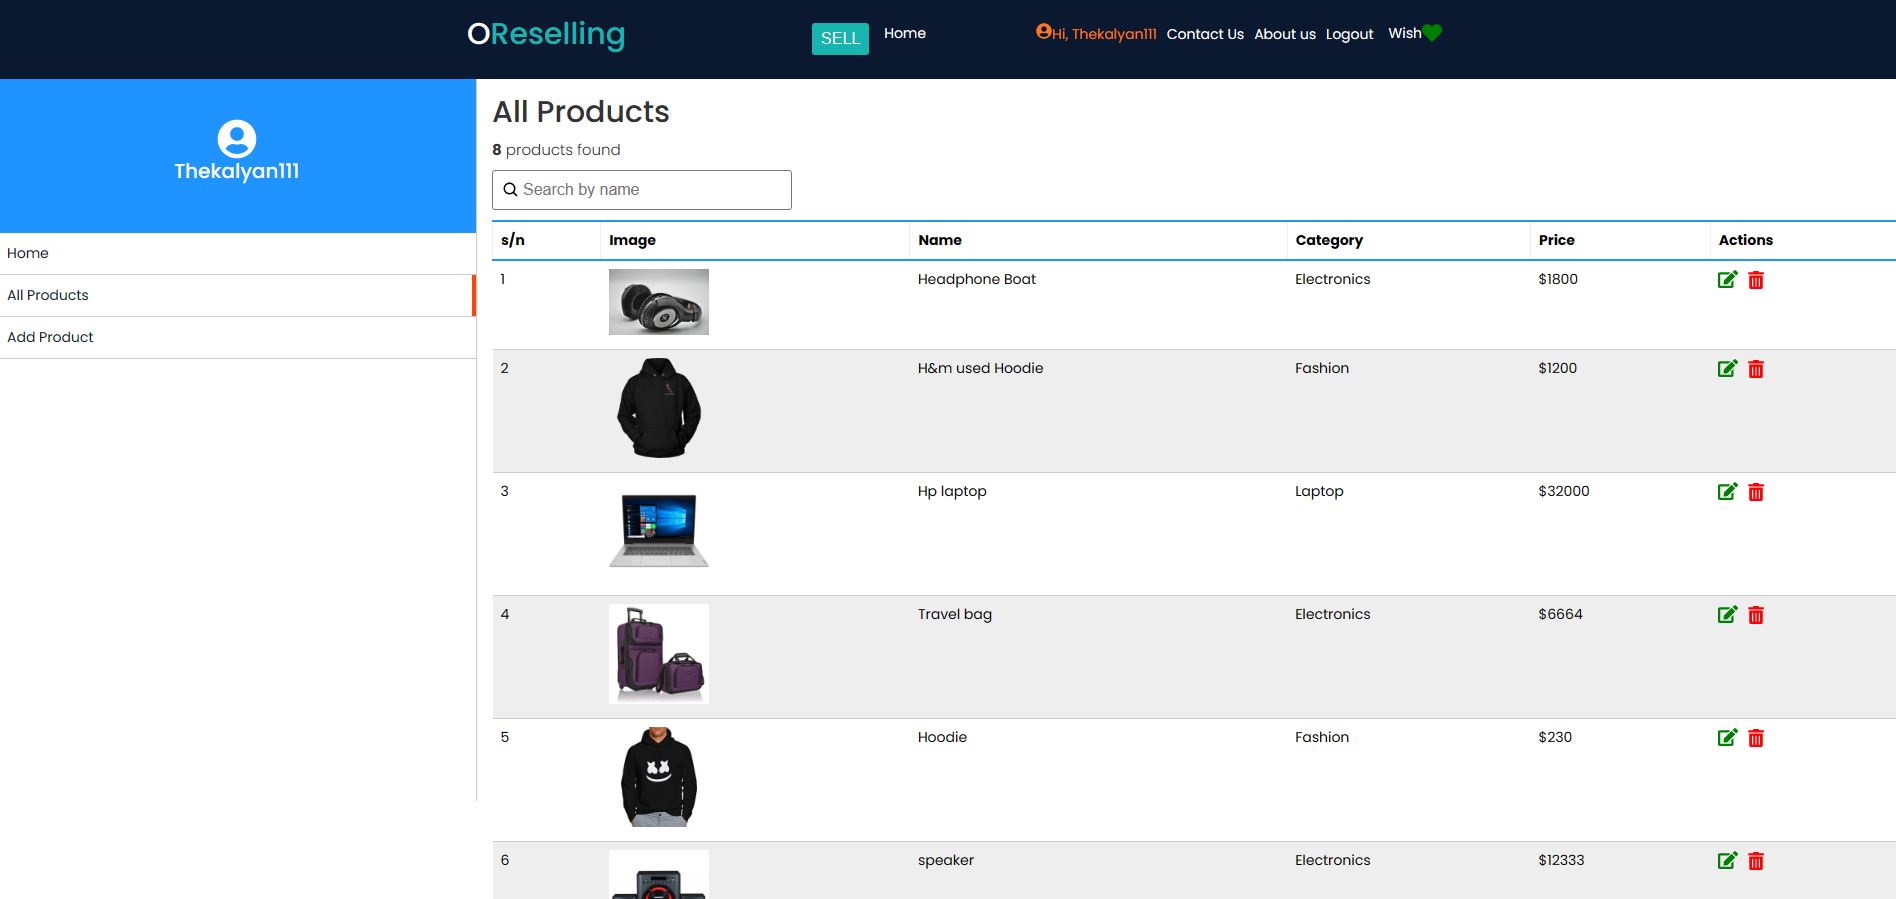 OReselling
SELL Home Hi, Thekalyan111 Contact Us About us Logout Wish
Thekalyan111
Home
All Products
Add Product
All Products
8 products found
Search by name
s/n Image Name Category Price Actions
1 Headphone Boat Electronics $1800
2 H&m used Hoodie Fashion $1200
3 Hp laptop Laptop $32000
4 Travel bag Electronics $6664
5 Hoodie Fashion $230
6 speaker Electronics $12333